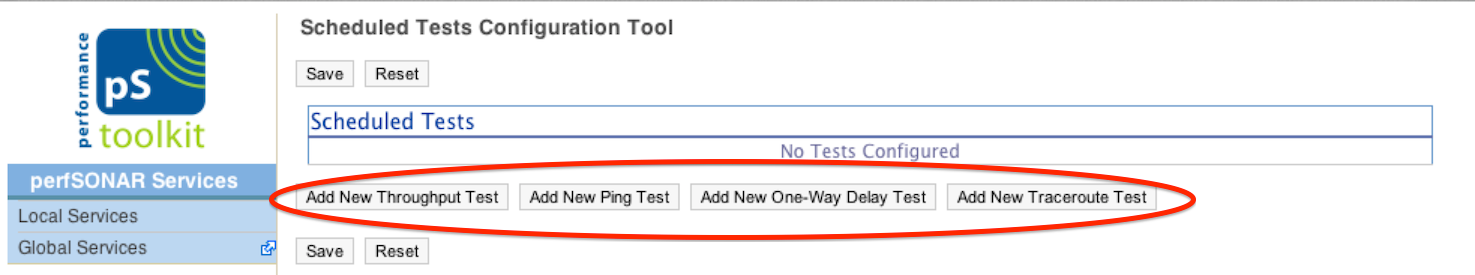 performance
pS
toolkit
perfSONAR Services
Local Services
Global Services
Scheduled Tests Configuration Tool
Save Reset
Scheduled Tests
No Tests Configured
Add New Throughput Test Add New Ping Test Add New One-Way Delay Test Add New Traceroute Test
Save Reset